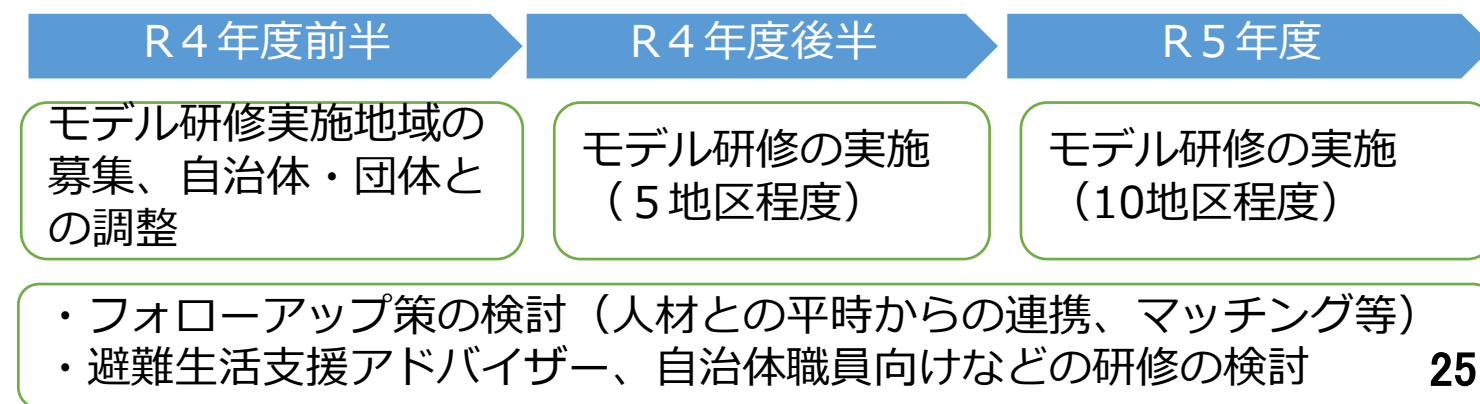 R4年度前半
R4年度後半
R5年度
モデル研修実施地域の
募集、自治体・団体と
の調整
モデル研修の実施
（5地区程度）
モデル研修の実施
（10地区程度）
・フォローアップ策の検討（人材との平時からの連携、マッチング等）
・避難生活支援アドバイザー、自治体職員向けなどの研修の検討
25